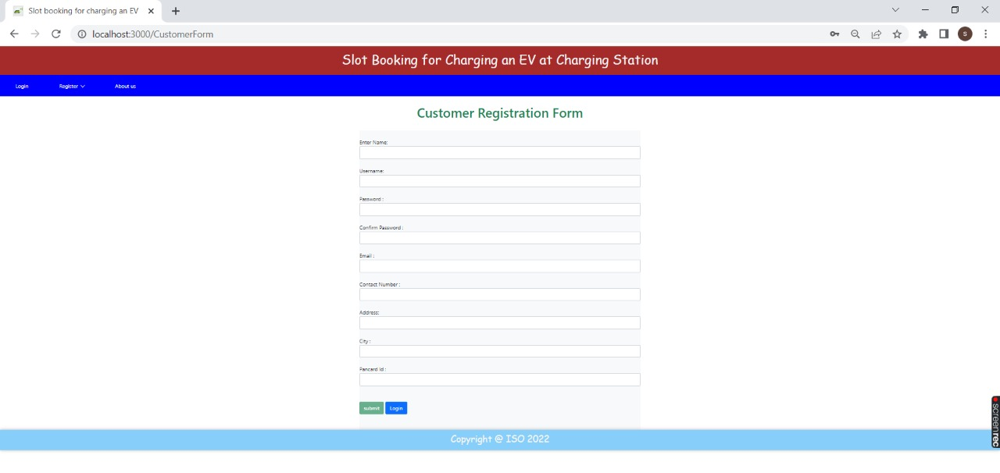 Slot booking for charging an EV
localhost:3000/CustomerForm
S
Slot Booking for Charging an EV at Charging Station
Login Register About us
Customer Registration Form
Enter Name:
Username:
Password :
Confirm Password :
Email :
Contact Number :
Address:
City :
Pancard Id :
submit Login
Copyright @ ISO 2022
screenrec